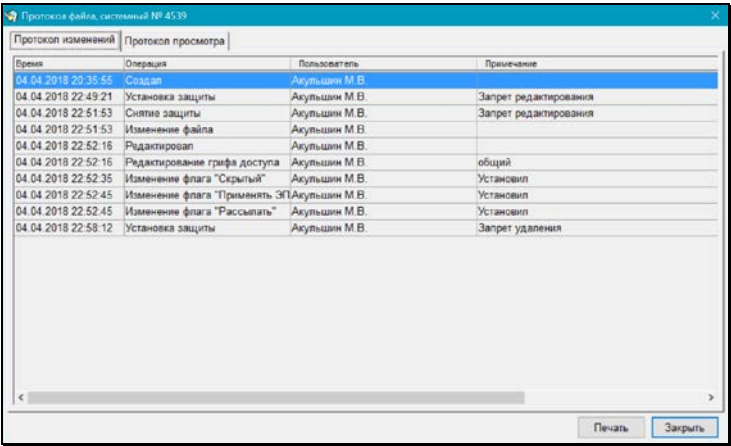 Протокол файла, системный № 4539
Протокол изменений Протокол просмотра
Время Операция Пользователь Примечание
04.04.2018 20:35:55 Создал Акульшин М.В.
04.04.2018 22:49:21 Установка защиты Акульшин М.В. Запрет редактирования
04.04.2018 22:51:53 Снятие защиты Акульшин М.В. Запрет редактирования
04.04.2018 22:51:53 Изменение файла Акульшин М.В.
04.04.2018 22:52:16 Редактировал Акульшин М.В.
04.04.2018 22:52:16 Редактирование грифа доступа Акульшин М.В. общий
04.04.2018 22:52:35 Изменение флага "Скрытый" Акульшин М.В. Установил
04.04.2018 22:52:45 Изменение флага "Применять ЭП Акульшин М.В. Установил
04.04.2018 22:52:45 Изменение флага "Рассылать" Акульшин М.В. Установил
04.04.2018 22:58:12 Установка защиты Акульшин М.В. Запрет удаления
Печать Закрыть